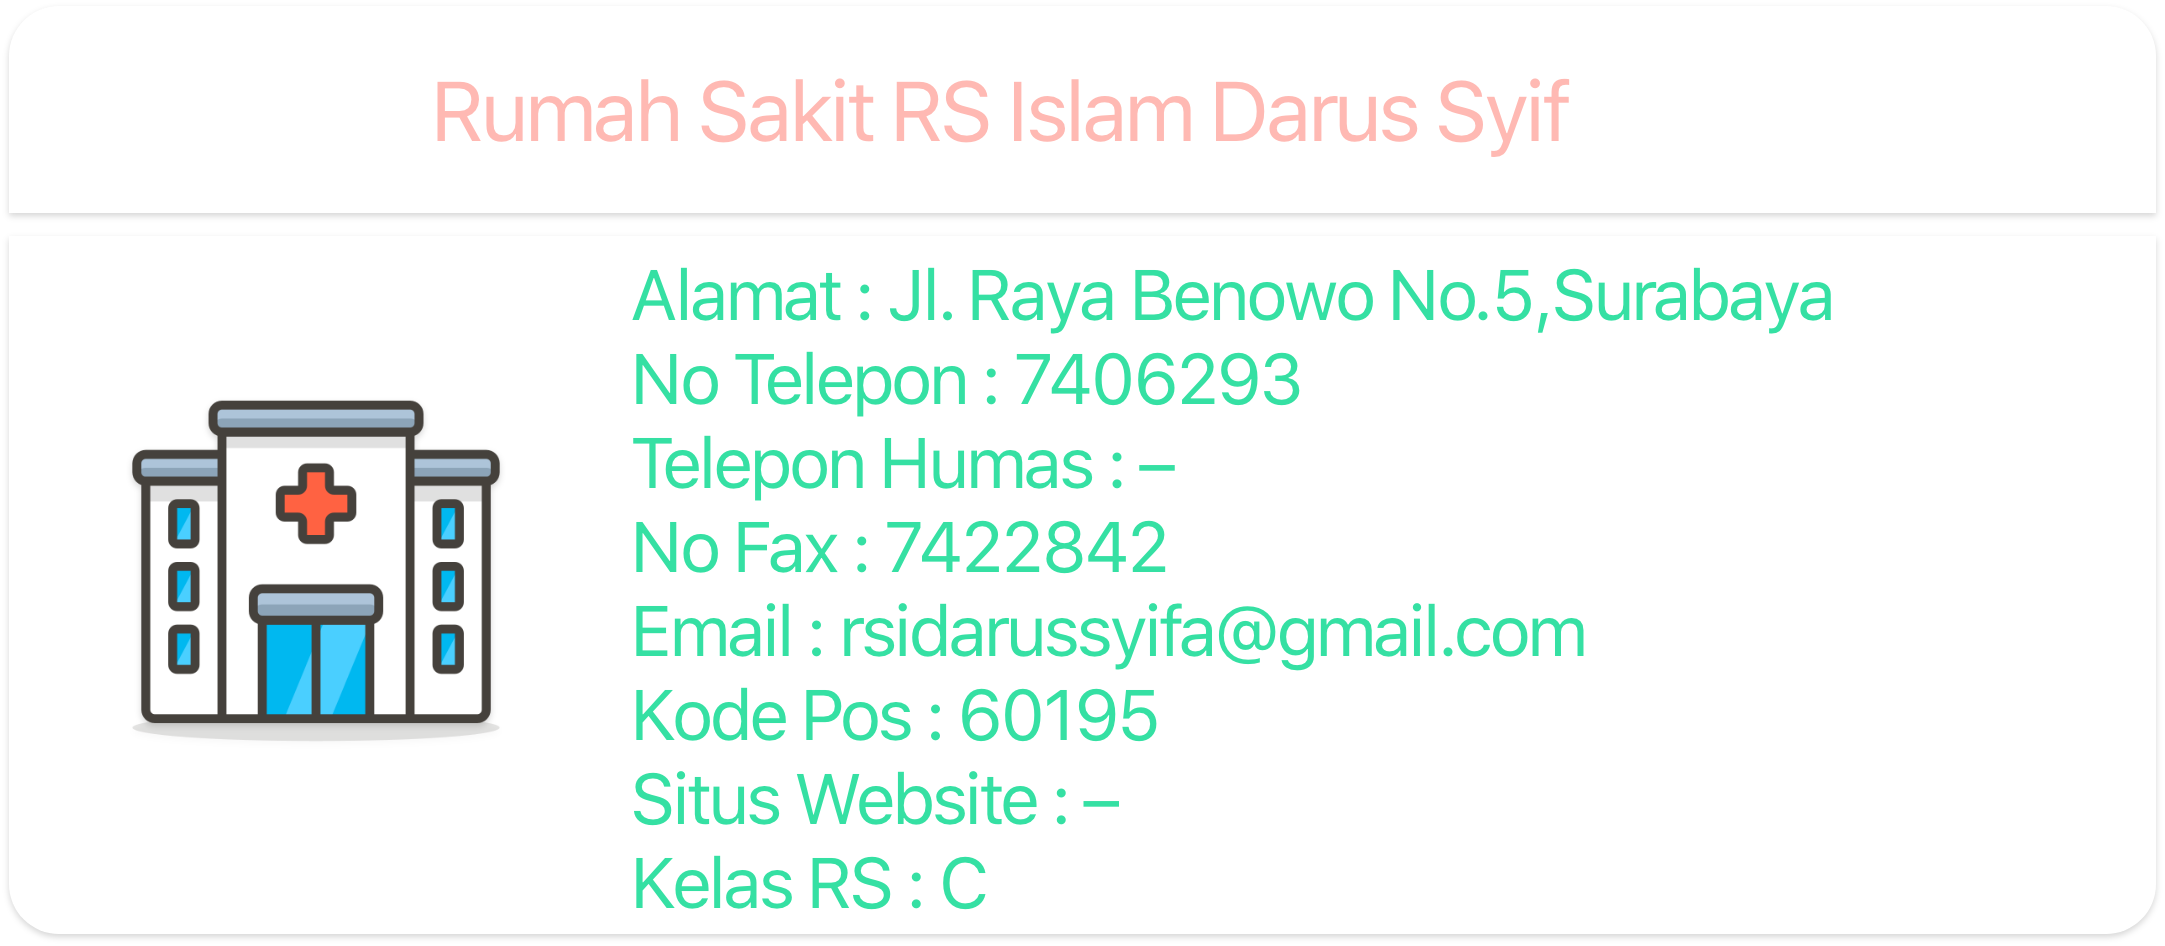 Rumah Sakit RS Islam Darus Syif
Alamat : Jl. Raya Benowo No.5,Surabaya
No Telepon : 7406293
Telepon Humas : –
No Fax : 7422842
Email : rsidarussyifa@gmail.com
Kode Pos : 60195
Situs Website : –
Kelas RS : C